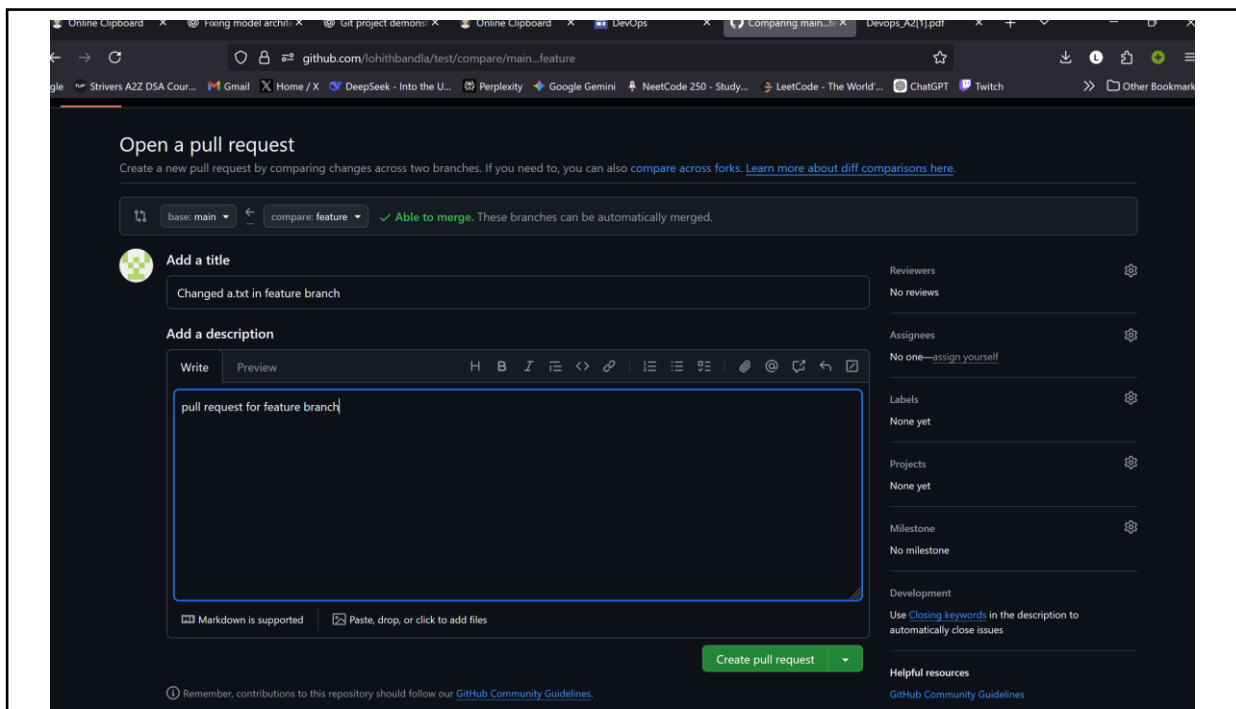 Online Clipboard Fixing model archit Git project demonst Online Clipboard DevOps Comparing main...fe Devops_A2[1].pdf
github.com/lohithbandla/test/compare/main...feature
gle Strivers A2Z DSA Cour... Gmail Home / X DeepSeek - Into the U... Perplexity Google Gemini NeetCode 250 - Study... LeetCode - The World'... ChatGPT Twitch Other Bookmark
Open a pull request
Create a new pull request by comparing changes across two branches. If you need to, you can also compare across forks. Learn more about diff comparisons here.
base: main compare: feature Able to merge. These branches can be automatically merged.
Add a title
Changed a.txt in feature branch
Add a description
Write Preview
pull request for feature branch
Markdown is supported Paste, drop, or click to add files
Create pull request
Remember, contributions to this repository should follow our GitHub Community Guidelines.
Reviewers
No reviews
Assignees
No one—assign yourself
Labels
None yet
Projects
None yet
Milestone
No milestone
Development
Use Closing keywords in the description to
automatically close issues
Helpful resources
GitHub Community Guidelines